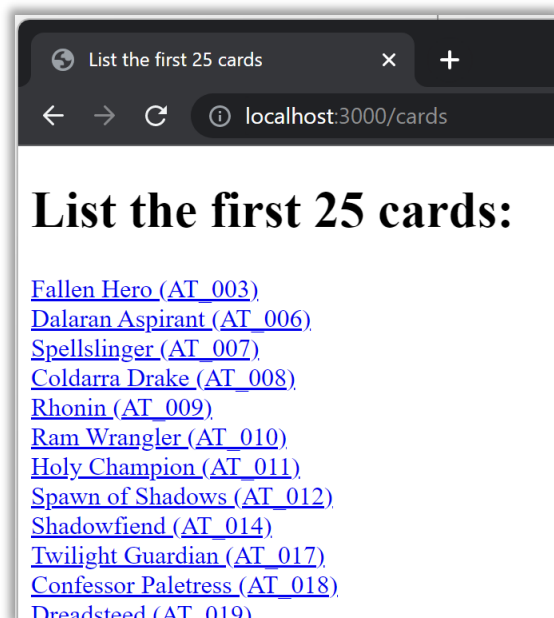 List the first 25 cards
localhost:3000/cards
List the first 25 cards:
Fallen Hero (AT_003)
Dalaran Aspirant (AT_006)
Spellslinger (AT_007)
Coldarra Drake (AT_008)
Rhonin (AT_009)
Ram Wrangler (AT_010)
Holy Champion (AT_011)
Spawn of Shadows (AT_012)
Shadowfiend (AT_014)
Twilight Guardian (AT_017)
Confessor Paletress (AT_018)
Dreadsteed (AT_019)